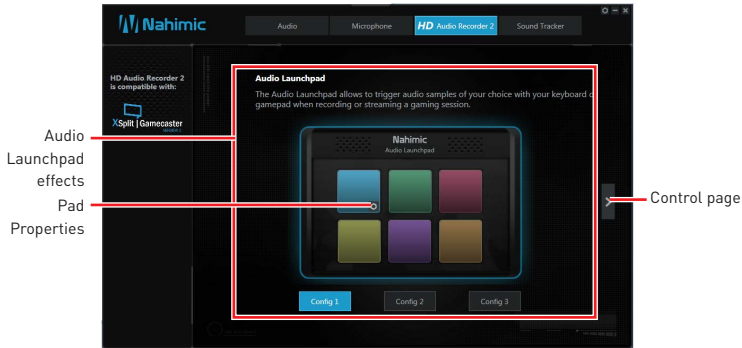 Nahimic
Audio
Microphone
HD Audio Recorder 2
Sound Tracker
HD Audio Recorder 2
is compatible with:
XSplit | Gamecaster
Audio Launchpad
The Audio Launchpad allows to trigger audio samples of your choice with your keyboard
gamepad when recording or streaming a gaming session.
Nahimic
Audio Launchpad
Config 1
Config 2
Config 3
Audio
Launchpad
effects
Pad
Properties
Control page